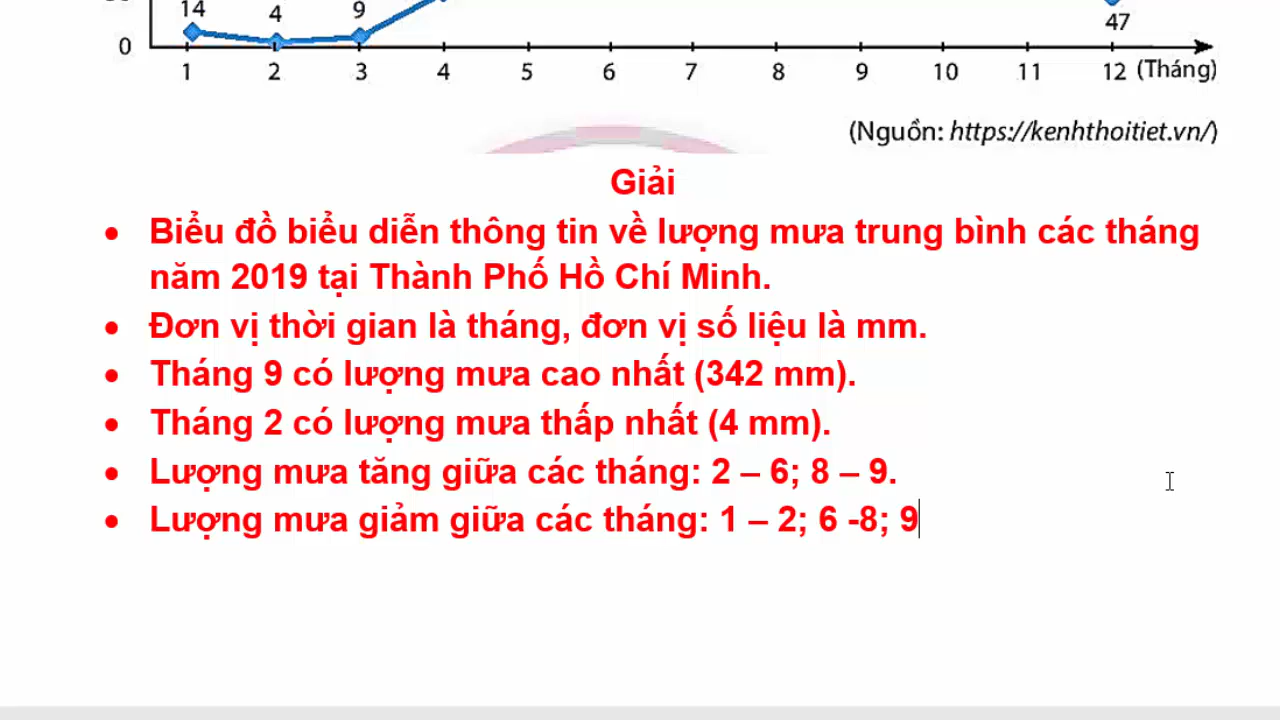 14 4 9
47
0
1 2 3 4 5 6 7 8 9 10 11 12 (Tháng)
(Nguồn: https://kenhthoitiet.vn/)
Giải
• Biểu đồ biểu diễn thông tin về lượng mưa trung bình các tháng
năm 2019 tại Thành Phố Hồ Chí Minh.
• Đơn vị thời gian là tháng, đơn vị số liệu là mm.
• Tháng 9 có lượng mưa cao nhất (342 mm).
• Tháng 2 có lượng mưa thấp nhất (4 mm).
• Lượng mưa tăng giữa các tháng: 2 – 6; 8 – 9.
• Lượng mưa giảm giữa các tháng: 1 – 2; 6 -8; 9